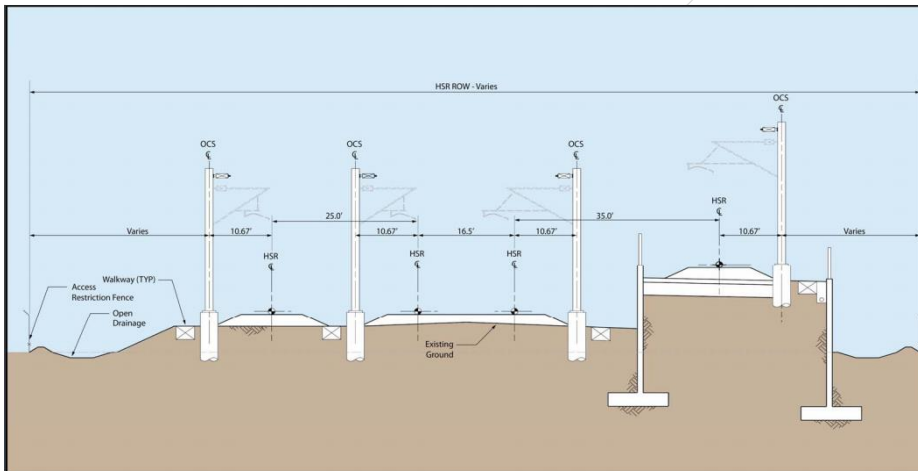 HSR ROW - Varies
OCS
℄
OCS
℄
OCS
℄
OCS
℄
HSR
℄
25.0'
35.0'
Varies
10.67'
10.67'
16.5'
10.67'
10.67'
Varies
HSR
℄
HSR
℄
HSR
℄
Walkway (TYP)
Access
Restriction Fence
Open
Drainage
Existing
Ground